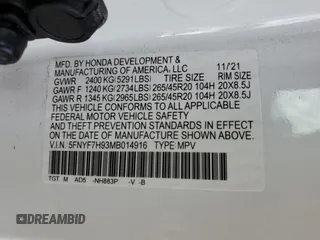 MFD. BY HONDA DEVELOPMENT &
MANUFACTURING OF AMERICA, LLC 11/21
GVWR 2400 KG(5291LBS) TIRE SIZE RIM SIZE
GAWR F 1240 KG(2734LBS)265/45R20 104H 20X8.5J
GAWR R 1345 KG(2965LBS)265/45R20 104H 20X8.5J
THIS VEHICLE CONFORMS TO ALL APPLICABLE
FEDERAL MOTOR VEHICLE SAFETY AND THEFT
PREVENTION STANDARDS IN EFFECT ON THE DATE
OF MANUFACTURE SHOWN ABOVE.
V.I.N. 5FNYF7H93MB014916 TYPE MPV
TGT M AD5 -NH883P -V -B
DREAMBID